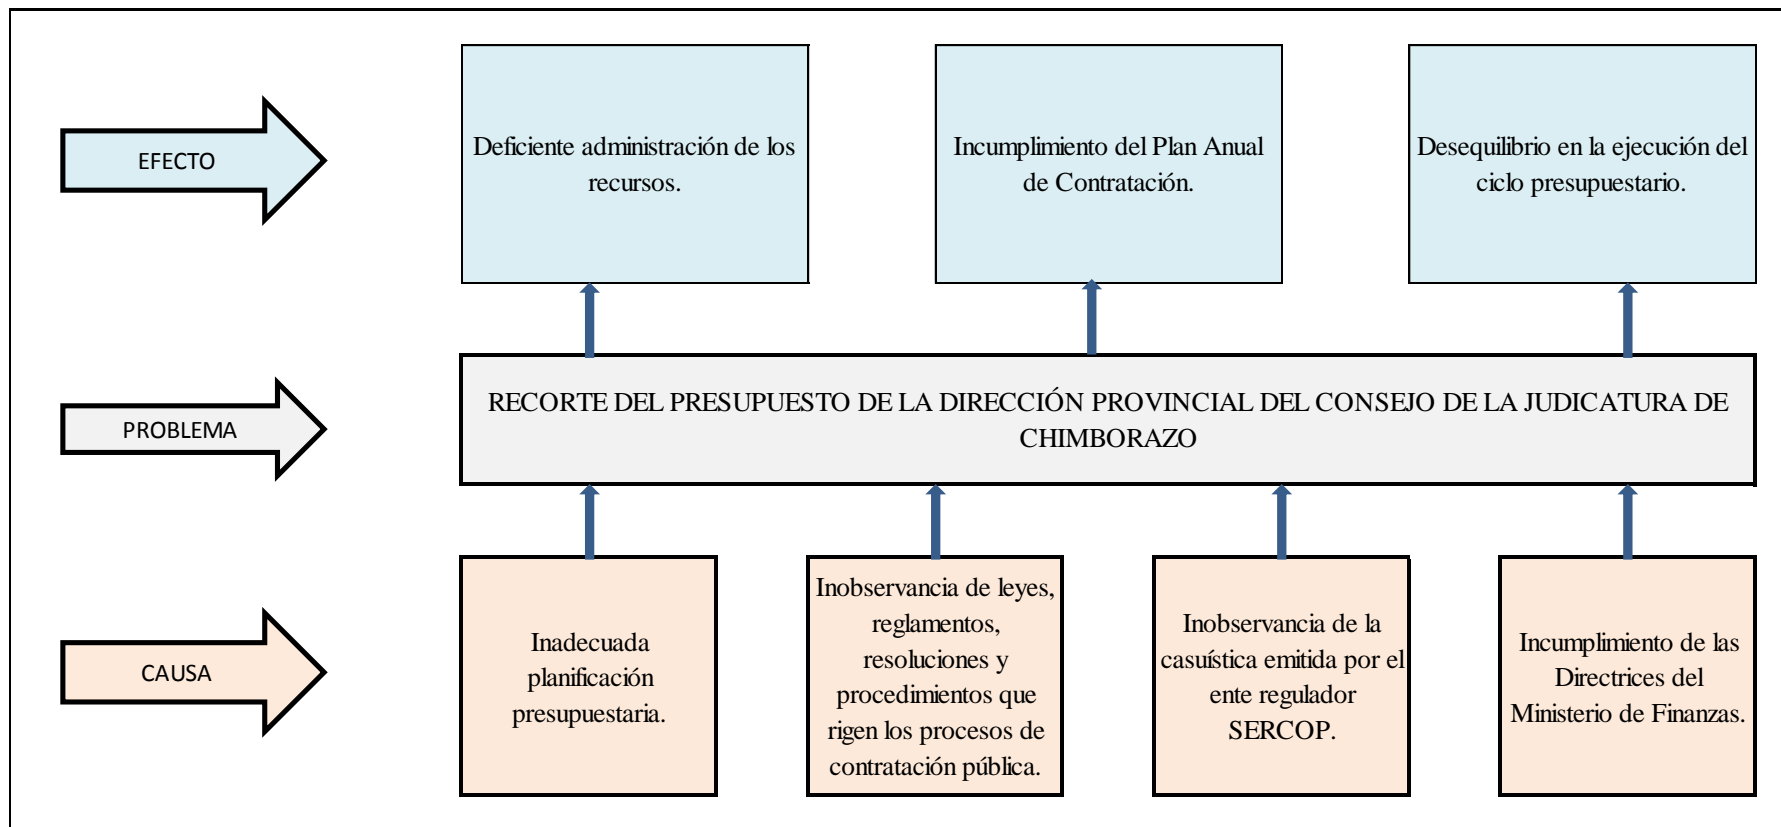 EFECTO
Deficiente administración de los
recursos.
Incumplimiento del Plan Anual
de Contratación.
Desequilibrio en la ejecución del
ciclo presupuestario.
PROBLEMA
RECORTE DEL PRESUPUESTO DE LA DIRECCIÓN PROVINCIAL DEL CONSEJO DE LA JUDICATURA DE
CHIMBORAZO
CAUSA
Inadecuada
planificación
presupuestaria.
Inobservancia de leyes,
reglamentos,
resoluciones y
procedimientos que
rigen los procesos de
contratación pública.
Inobservancia de la
casuística emitida por el
ente regulador
SERCOP.
Incumplimiento de las
Directrices del
Ministerio de Finanzas.